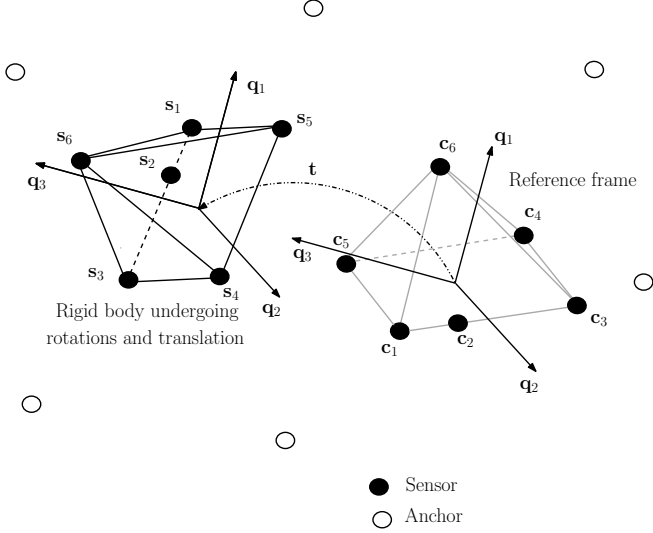 q₁
s₁
s₅
s₆
s₂
q₃
t
s₃
s₄
q₂
Rigid body undergoing
rotations and translation
q₁
c₆
Reference frame
c₄
c₅
q₃
c₃
c₁
c₂
q₂
Sensor
Anchor